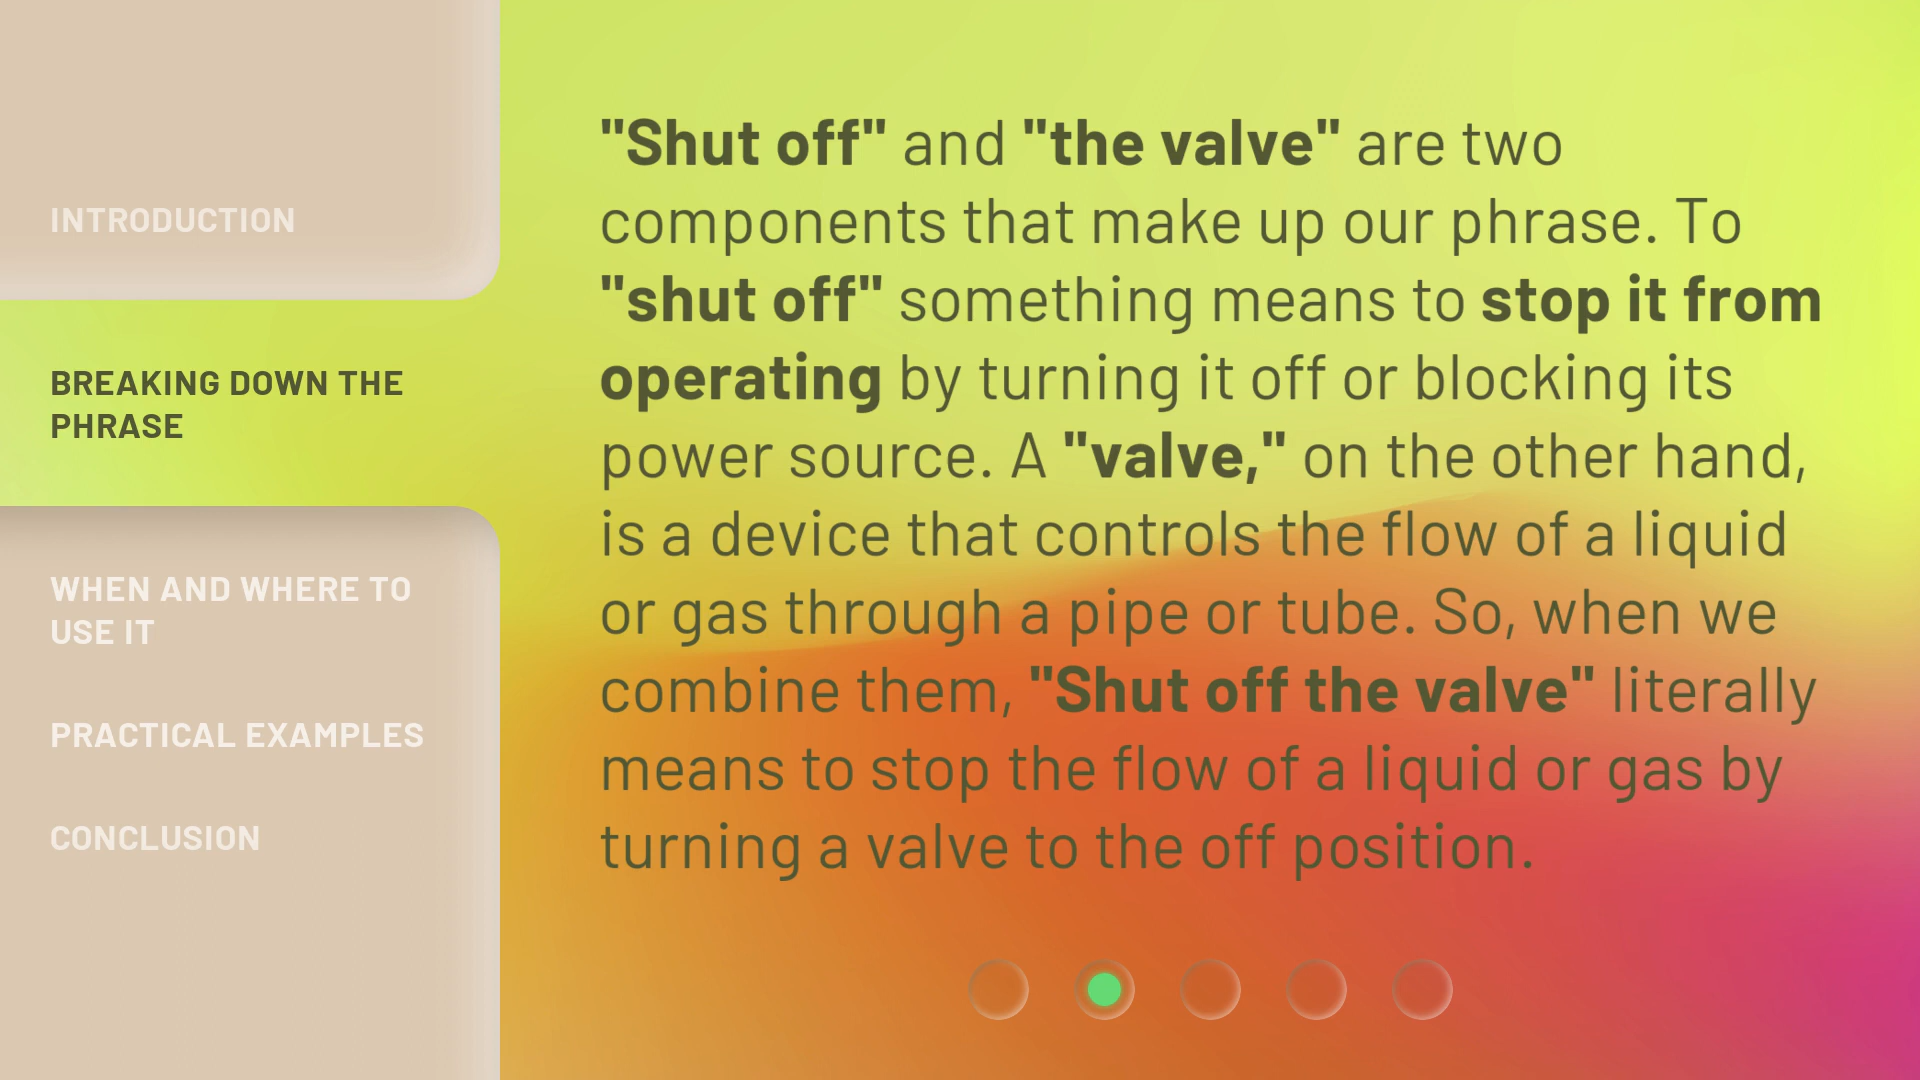 INTRODUCTION
BREAKING DOWN THE
PHRASE
WHEN AND WHERE TO
USE IT
PRACTICAL EXAMPLES
CONCLUSION
"Shut off" and "the valve" are two
components that make up our phrase. To
"shut off" something means to stop it from
operating by turning it off or blocking its
power source. A "valve," on the other hand,
is a device that controls the flow of a liquid
or gas through a pipe or tube. So, when we
combine them, "Shut off the valve" literally
means to stop the flow of a liquid or gas by
turning a valve to the off position.